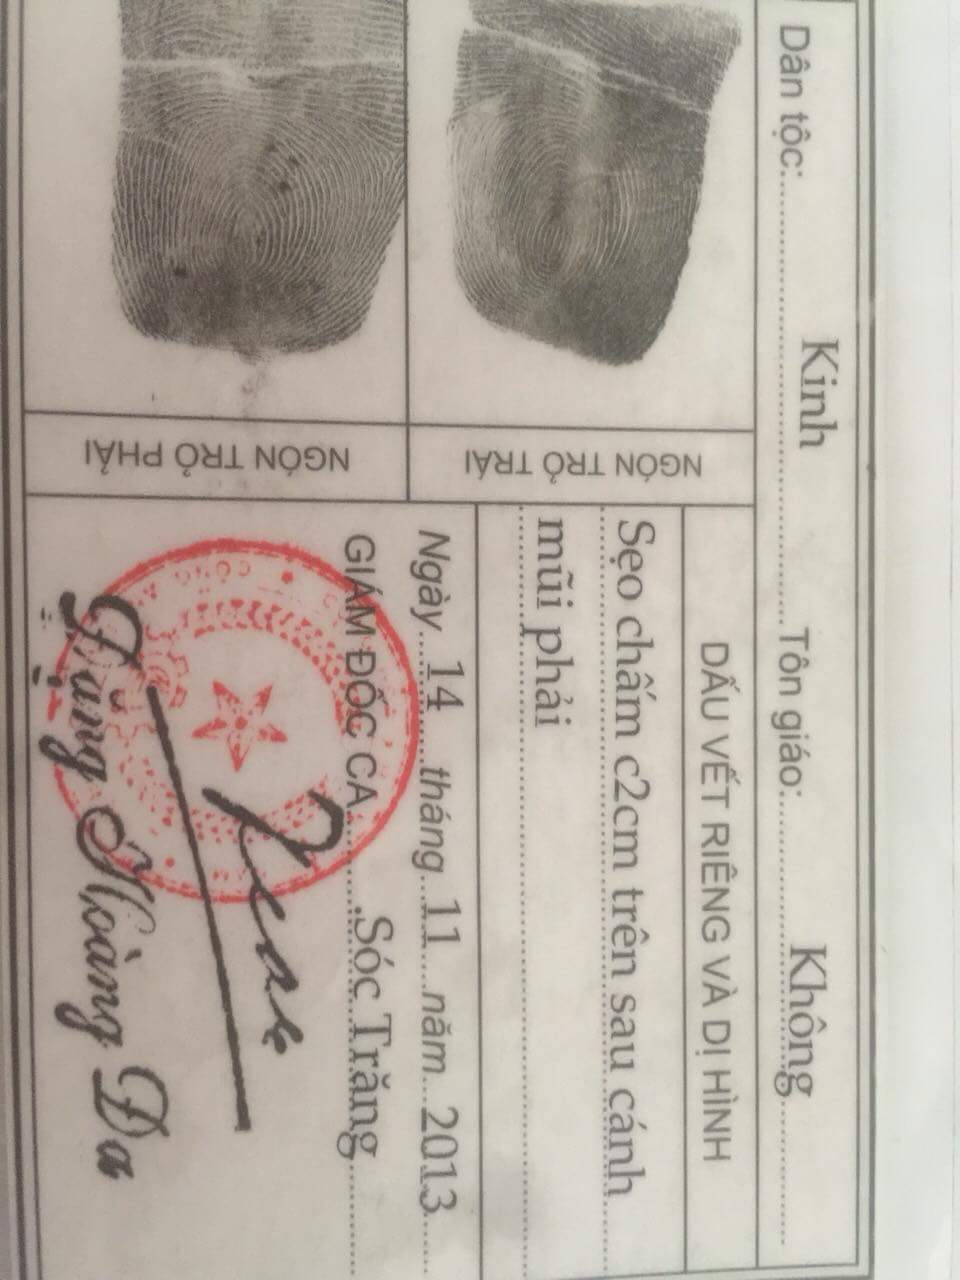 Dân tộc: Kinh Tôn giáo: Không
NGÓN TRỎ TRÁI
NGÓN TRỎ PHẢI
DẤU VẾT RIÊNG VÀ DỊ HÌNH
Sẹo chấm c2cm trên sau cánh
mũi phải
Ngày 14 tháng 11 năm 2013
GIÁM ĐỐC CA Sóc Trăng
Đặng Hoàng Đa